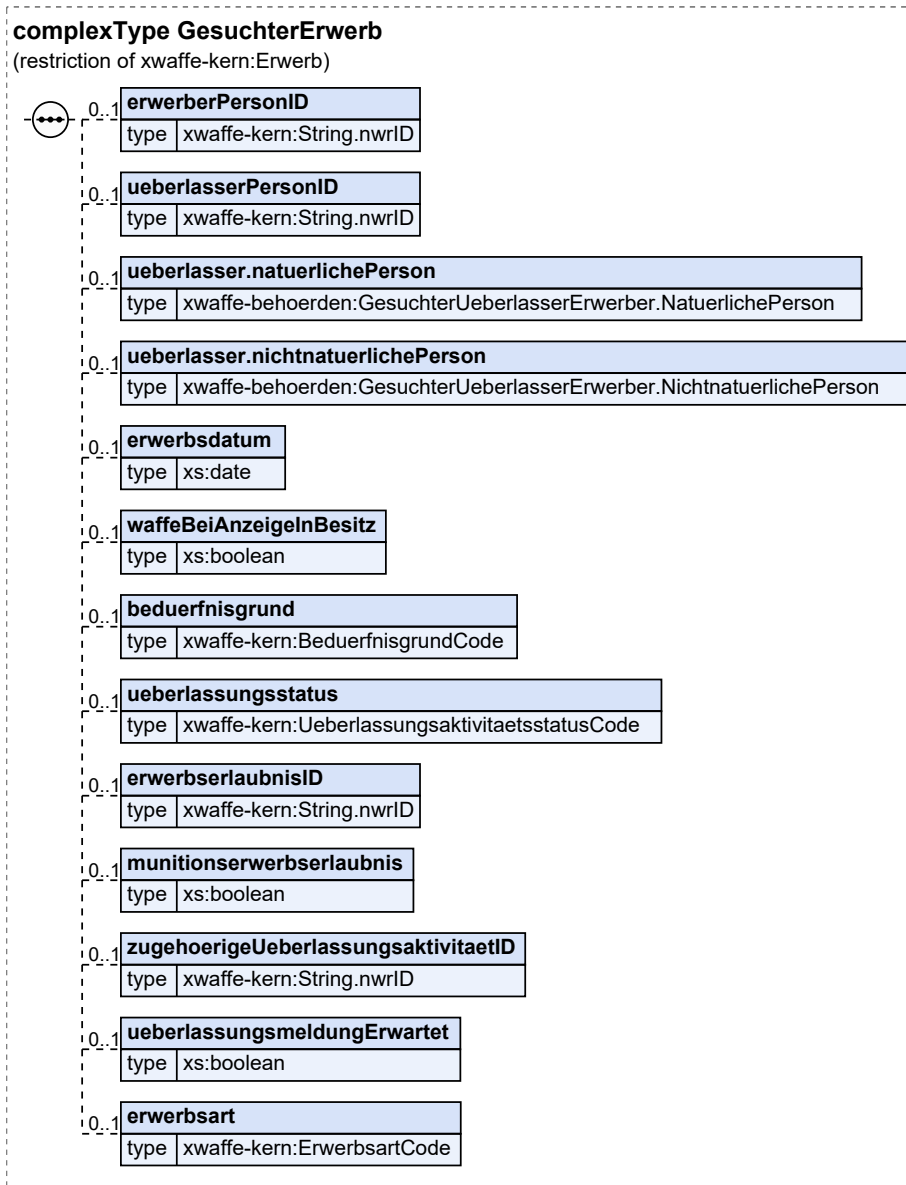 complexType GesuchterErwerb
(restriction of xwaffe-kern:Erwerb)
0..1 erwerberPersonID
type xwaffe-kern:String.nwrID
0..1 ueberlasserPersonID
type xwaffe-kern:String.nwrID
0..1 ueberlasser.natuerlichePerson
type xwaffe-behoerden:GesuchterUeberlasserErwerber.NatuerlichePerson
0..1 ueberlasser.nichtnatuerlichePerson
type xwaffe-behoerden:GesuchterUeberlasserErwerber.NichtnatuerlichePerson
0..1 erwerbsdatum
type xs:date
0..1 waffeBeiAnzeigeInBesitz
type xs:boolean
0..1 beduerfnisgrund
type xwaffe-kern:BeduerfnisgrundCode
0..1 ueberlassungsstatus
type xwaffe-kern:UeberlassungsaktivitaetsstatusCode
0..1 erwerbserlaubnisID
type xwaffe-kern:String.nwrID
0..1 munitionserwerbserlaubnis
type xs:boolean
0..1 zugehoerigeUeberlassungsaktivitaetID
type xwaffe-kern:String.nwrID
0..1 ueberlassungsmeldungErwartet
type xs:boolean
0..1 erwerbsart
type xwaffe-kern:ErwerbsartCode